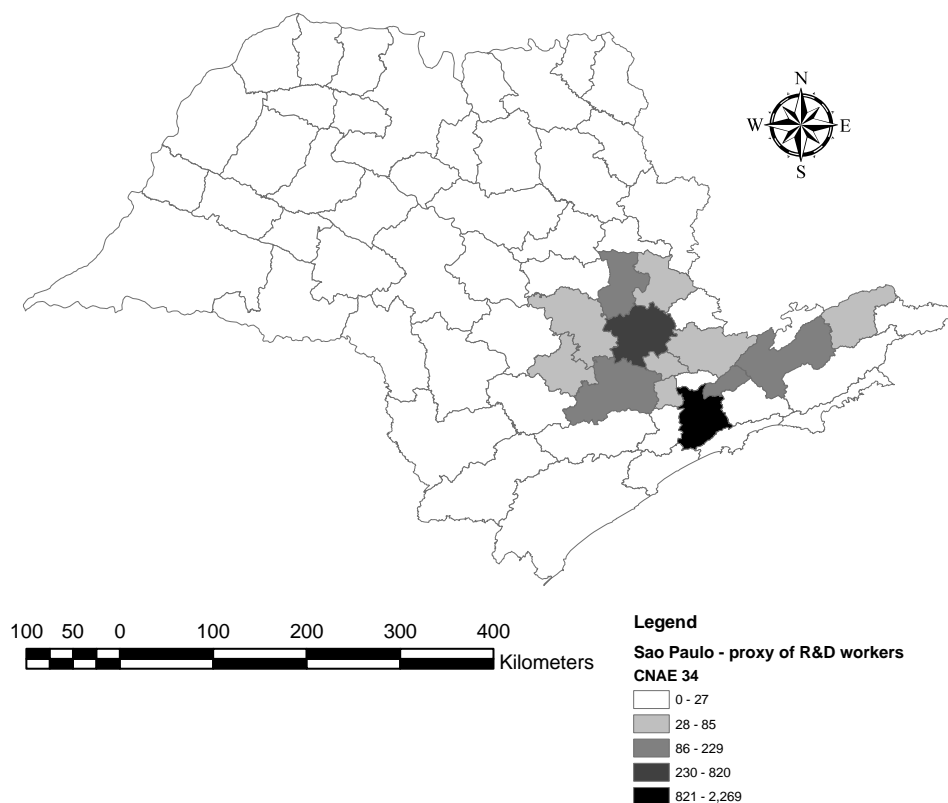 N
W E
S
100 50 0 100 200 300 400
Kilometers
Legend
Sao Paulo - proxy of R&D workers
CNAE 34
0 - 27
28 - 85
86 - 229
230 - 820
821 - 2,269